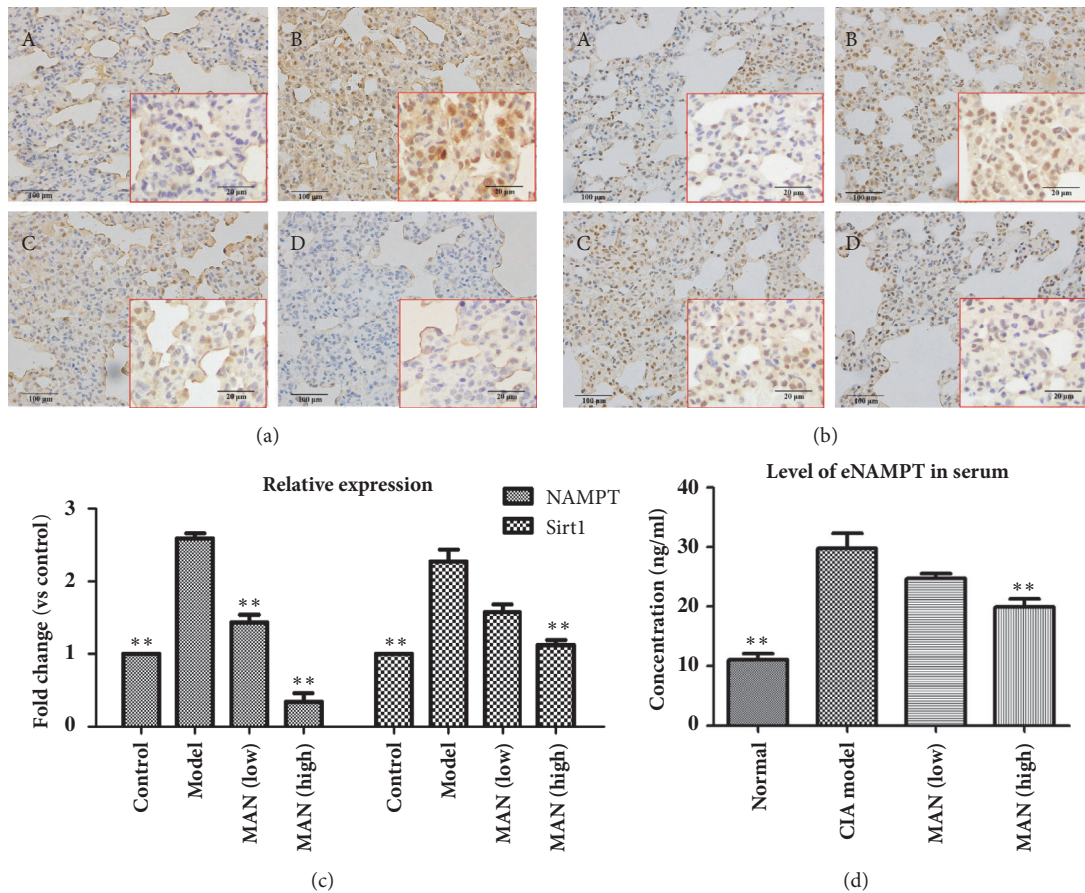 A B A B
20 μm 20 μm 20 μm 20 μm
100 μm 100 μm 100 μm 100 μm
C D C D
20 μm 20 μm 20 μm 20 μm
100 μm 100 μm 100 μm 100 μm
(a) (b)
Relative expression
NAMPT
Sirt1
Fold change (vs control)
3
2
1
0
** ** ** ** **
Control Model MAN (low) MAN (high) Control Model MAN (low) MAN (high)
(c)
Level of eNAMPT in serum
Concentration (ng/ml)
40
30
20
10
0
** **
Normal CIA model MAN (low) MAN (high)
(d)